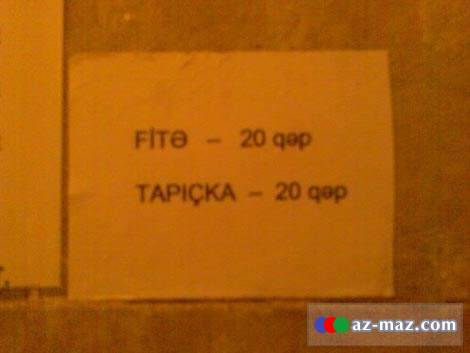 FİTƏ – 20 qəp
TAPIÇKA – 20 qəp
az-maz.com